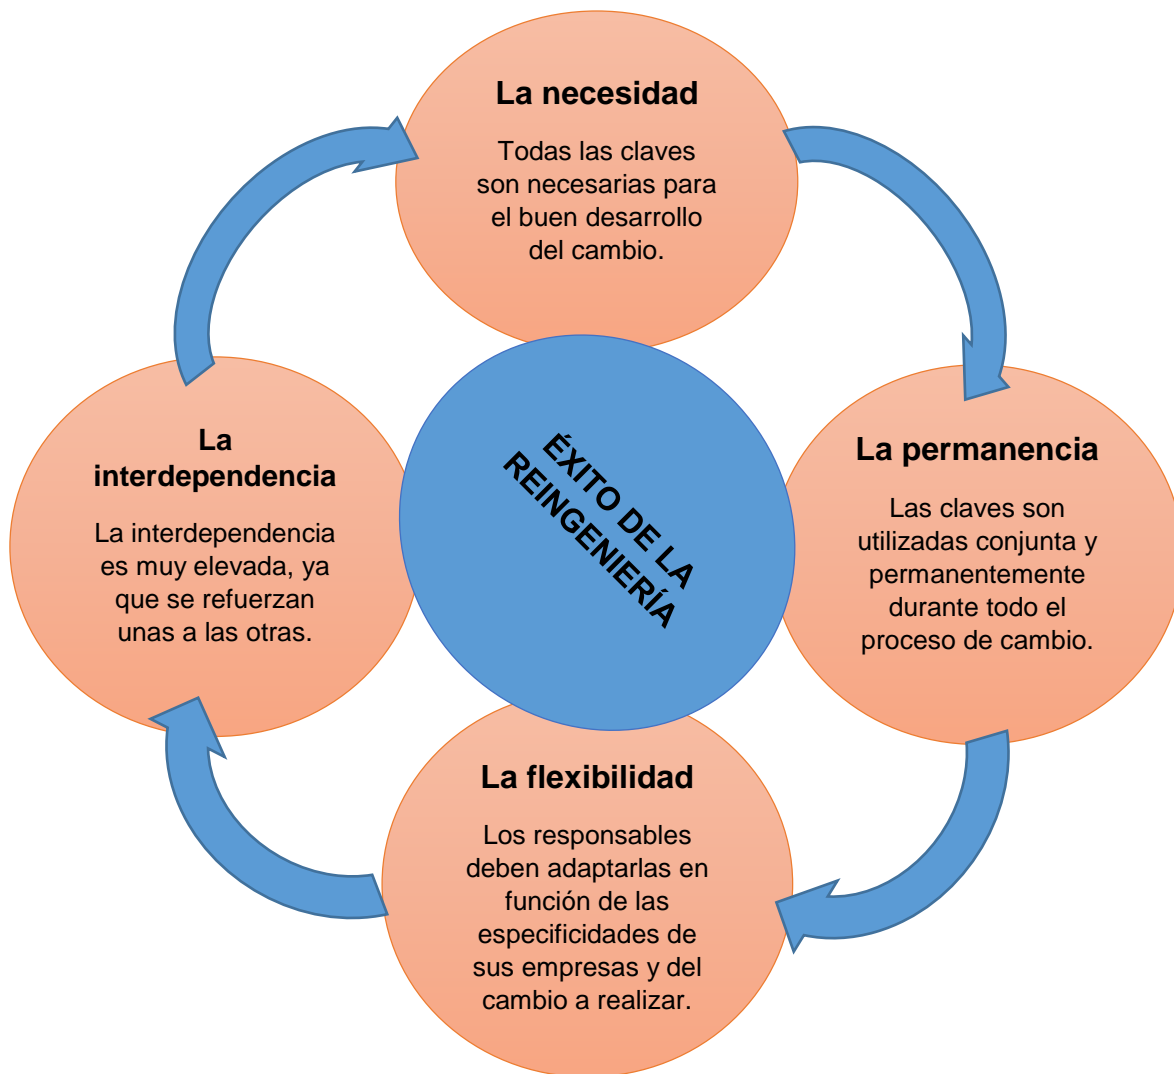 La necesidad
Todas las claves
son necesarias para
el buen desarrollo
del cambio.
La permanencia
Las claves son
utilizadas conjunta y
permanentemente
durante todo el
proceso de cambio.
La flexibilidad
Los responsables
deben adaptarlas en
función de las
especificidades de
sus empresas y del
cambio a realizar.
La
interdependencia
La interdependencia
es muy elevada, ya
que se refuerzan
unas a las otras.
ÉXITO DE LA
REINGENIERÍA